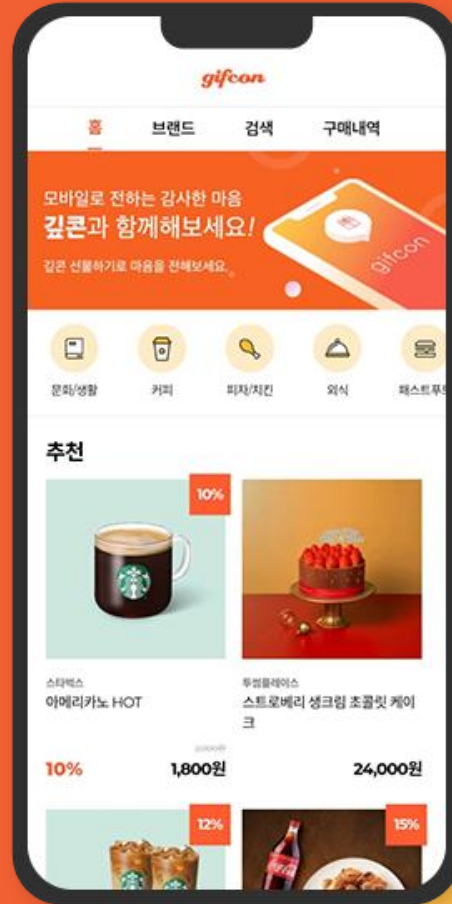 gifcon
홈 브랜드 검색 구매내역
모바일로 전하는 감사한 마음
깊콘과 함께해보세요!
깊콘 선물하기로 마음을 전해보세요.
gifcon
문화/생활 커피 피자/치킨 외식 패스트푸드
추천
10%
스타벅스 투썸플레이스
아메리카노 HOT 스트로베리 생크림 초콜릿 케이
크
10% 1,800원 24,000원
12% 15%